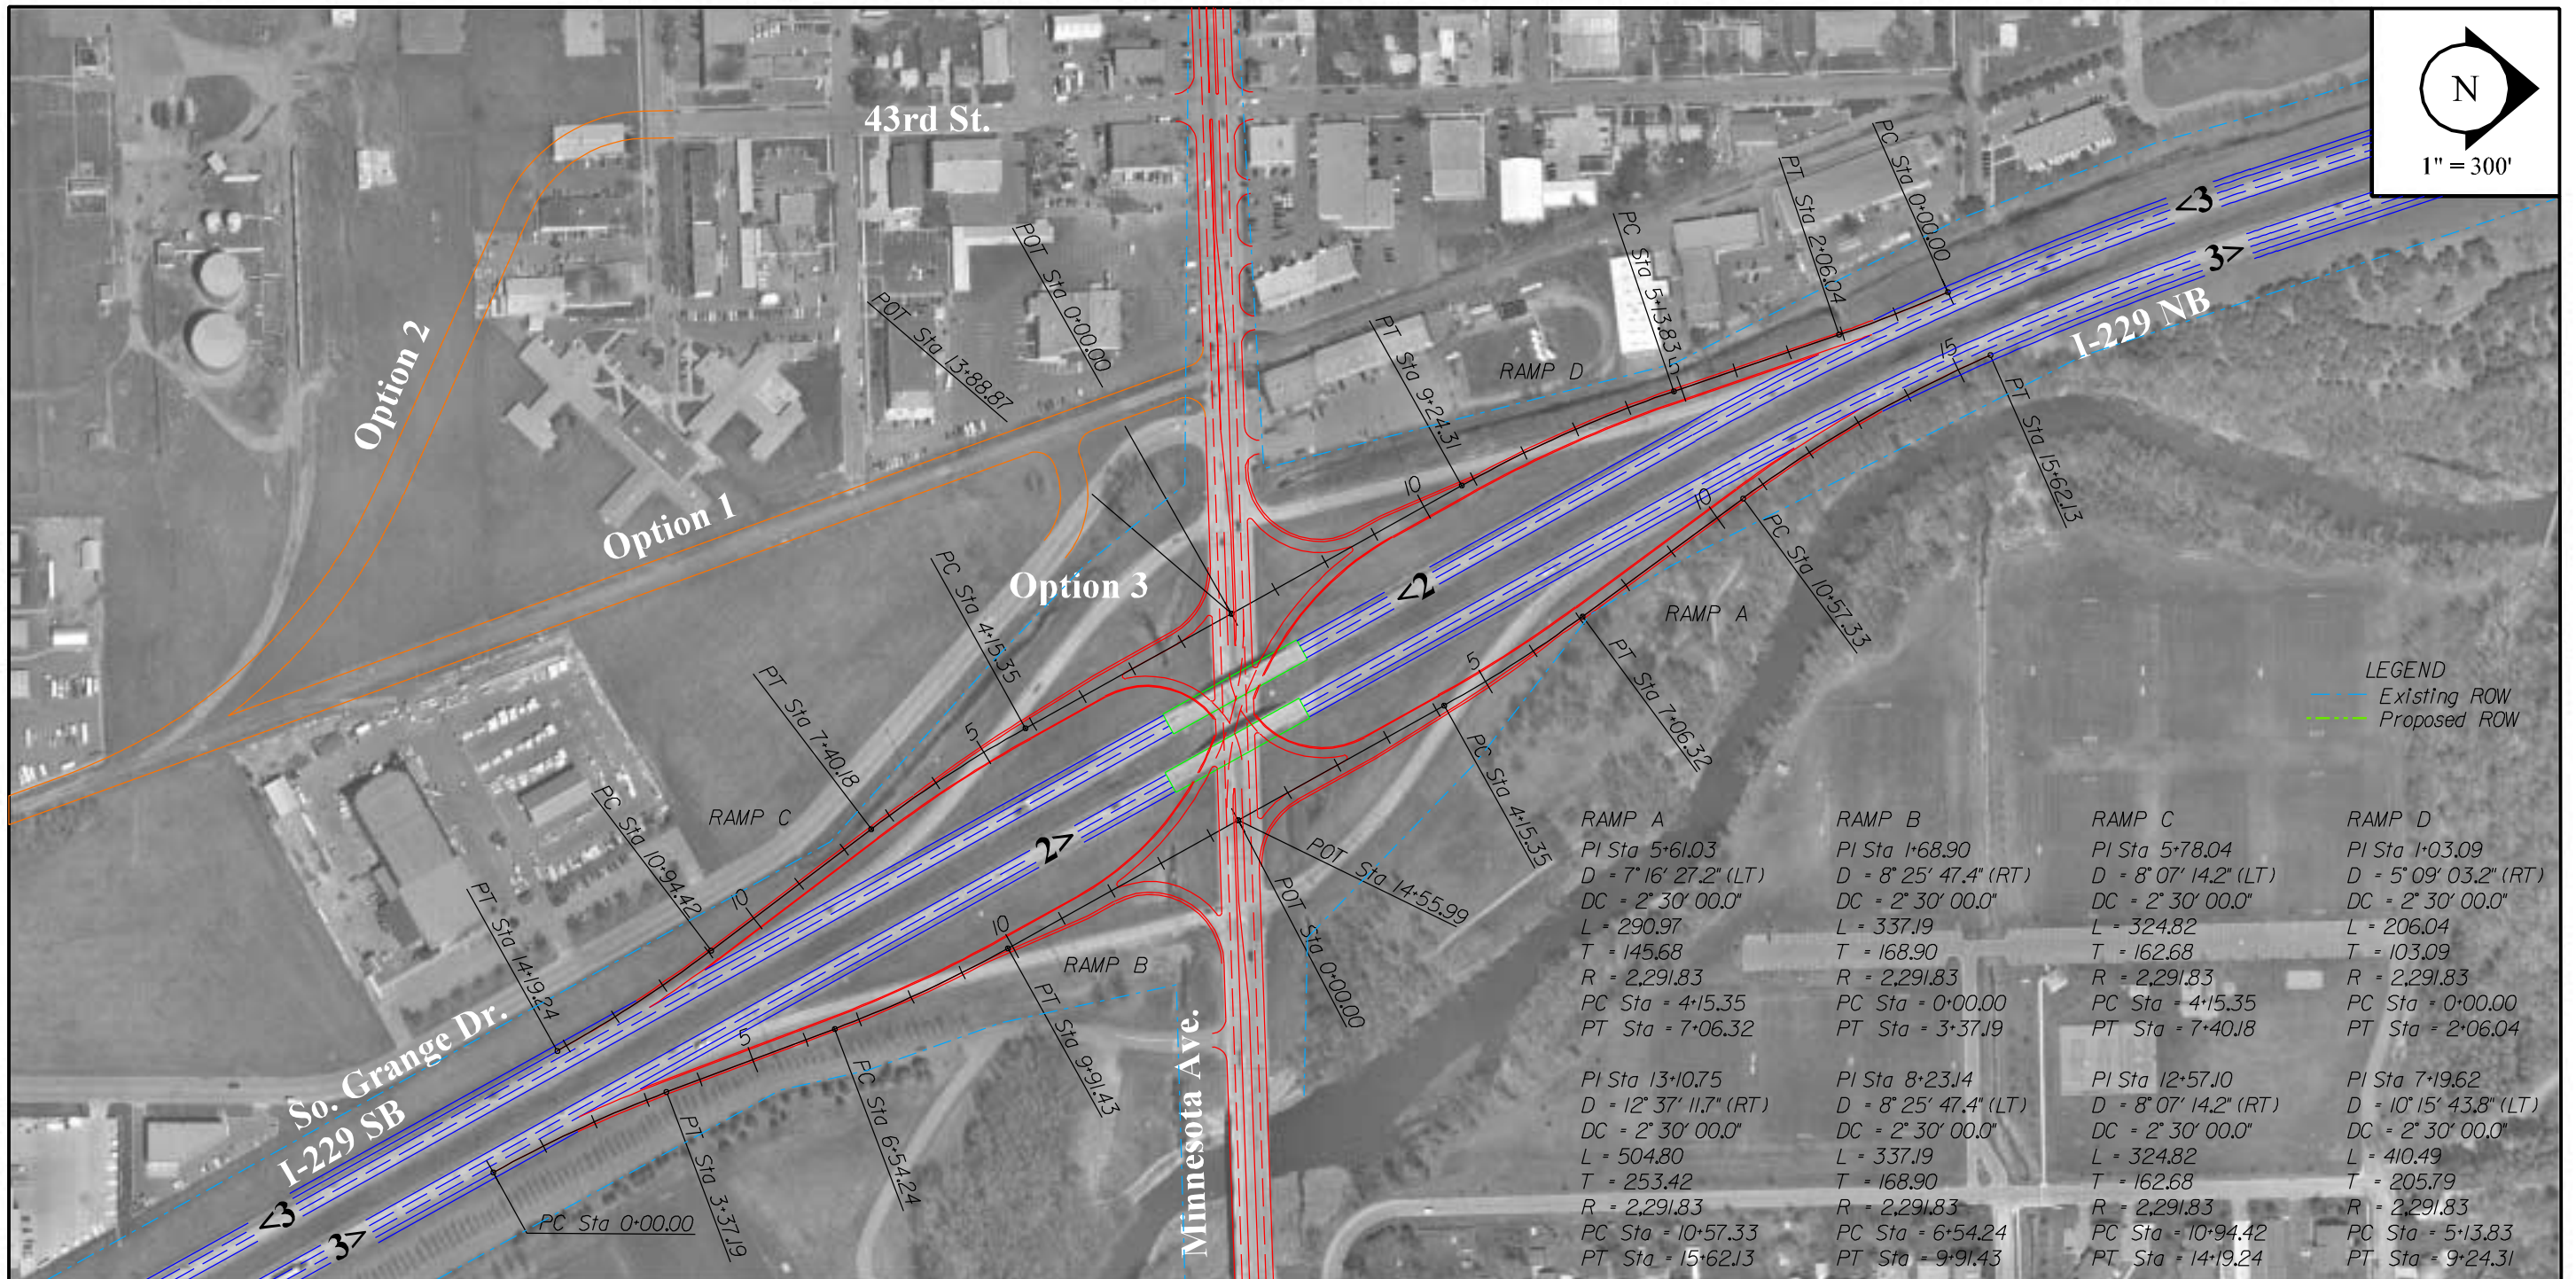 N
1" = 300'
43rd St.
Option 2
Option 1
Option 3
POT Sta 13+88.87
POT Sta 0+00.00
PT Sta 9+24.31
PC Sta 5+13.83
PT Sta 2+06.04
PC Sta 0+00.00
<3
3>
I-229 NB
RAMP D
5
10
15
PT Sta 15+62.13
10
PC Sta 10+57.33
RAMP A
PT Sta 7+06.32
5
PC Sta 4+15.35
<2
PC Sta 4+15.35
5
PT Sta 7+40.18
RAMP C
PC Sta 10+94.42
10
PT Sta 14+19.24
2>
POT Sta 14+55.99
POT Sta 0+00.00
10
RAMP B
PT Sta 9+91.43
5
PC Sta 6+54.24
PT Sta 3+37.19
PC Sta 0+00.00
So. Grange Dr.
I-229 SB
<3
3>
Minnesota Ave.
LEGEND
Existing ROW
Proposed ROW
RAMP A
PI Sta 5+61.03
D = 7° 16' 27.2" (LT)
DC = 2° 30' 00.0"
L = 290.97
T = 145.68
R = 2,291.83
PC Sta = 4+15.35
PT Sta = 7+06.32
PI Sta 13+10.75
D = 12° 37' 11.7" (RT)
DC = 2° 30' 00.0"
L = 504.80
T = 253.42
R = 2,291.83
PC Sta = 10+57.33
PT Sta = 15+62.13
RAMP B
PI Sta 1+68.90
D = 8° 25' 47.4" (RT)
DC = 2° 30' 00.0"
L = 337.19
T = 168.90
R = 2,291.83
PC Sta = 0+00.00
PT Sta = 3+37.19
PI Sta 8+23.14
D = 8° 25' 47.4" (LT)
DC = 2° 30' 00.0"
L = 337.19
T = 168.90
R = 2,291.83
PC Sta = 6+54.24
PT Sta = 9+91.43
RAMP C
PI Sta 5+78.04
D = 8° 07' 14.2" (LT)
DC = 2° 30' 00.0"
L = 324.82
T = 162.68
R = 2,291.83
PC Sta = 4+15.35
PT Sta = 7+40.18
PI Sta 12+57.10
D = 8° 07' 14.2" (RT)
DC = 2° 30' 00.0"
L = 324.82
T = 162.68
R = 2,291.83
PC Sta = 10+94.42
PT Sta = 14+19.24
RAMP D
PI Sta 1+03.09
D = 5° 09' 03.2" (RT)
DC = 2° 30' 00.0"
L = 206.04
T = 103.09
R = 2,291.83
PC Sta = 0+00.00
PT Sta = 2+06.04
PI Sta 7+19.62
D = 10° 15' 43.8" (LT)
DC = 2° 30' 00.0"
L = 410.49
T = 205.79
R = 2,291.83
PC Sta = 5+13.83
PT Sta = 9+24.31